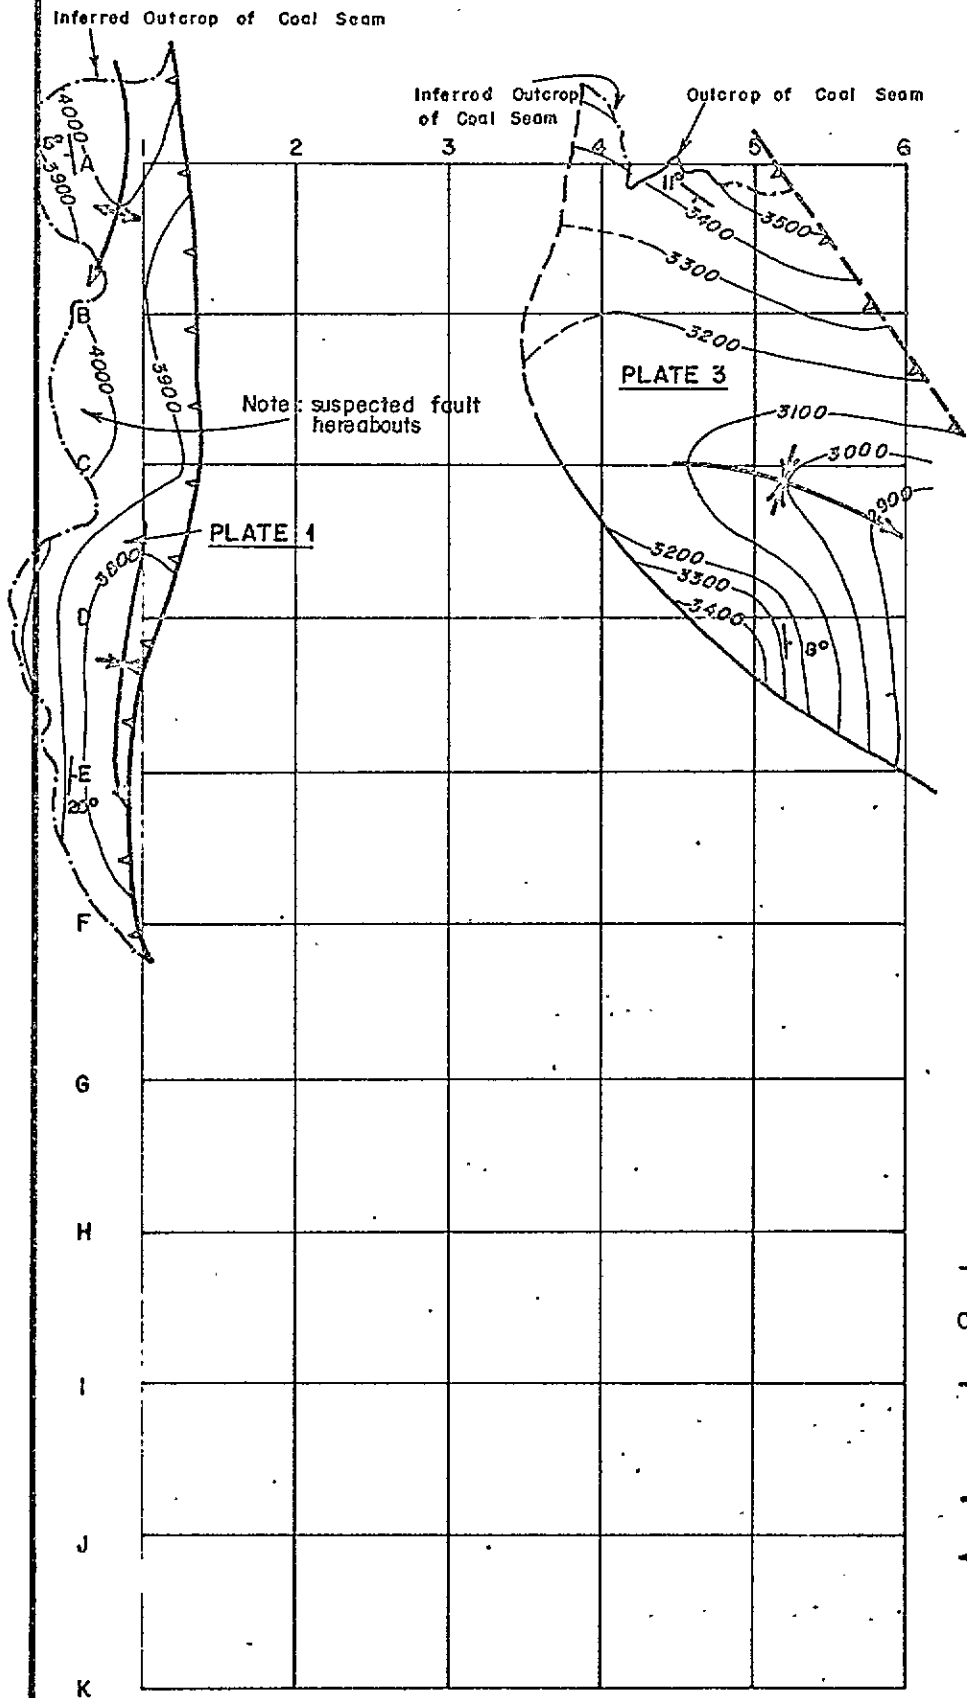 Inferred Outcrop of Coal Seam
Inferred Outcrop
of Coal Seam
Outcrop of Coal Seam
1 2 3 4 5 6
A
B
C
D
E
F
G
H
I
J
K
4000
3900
4000
3900
3800
Note: suspected fault
hereabouts
PLATE 1
20°
11°
3500
3400
3300
3200
PLATE 3
3100
3000
900
3200
3300
3400
8°